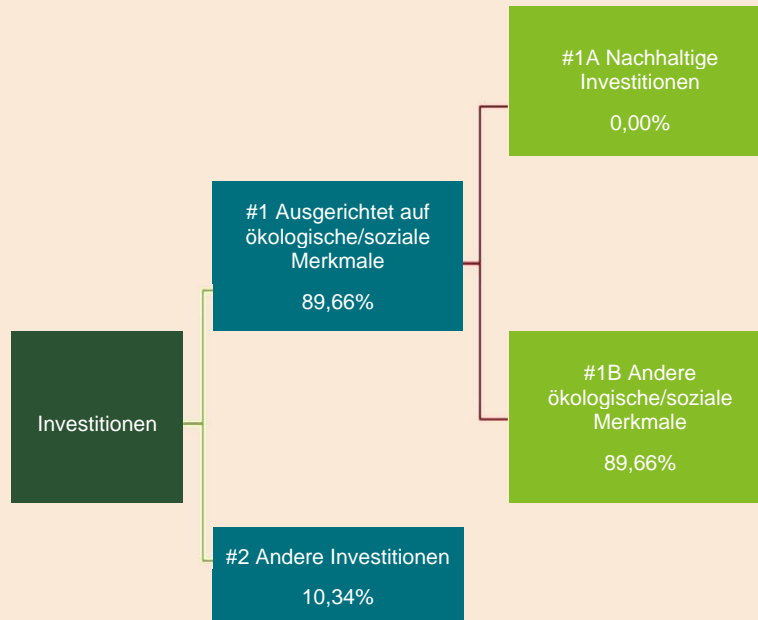 #1A Nachhaltige
Investitionen
0,00%
#1 Ausgerichtet auf
ökologische/soziale
Merkmale
89,66%
Investitionen
#1B Andere
ökologische/soziale
Merkmale
89,66%
#2 Andere Investitionen
10,34%